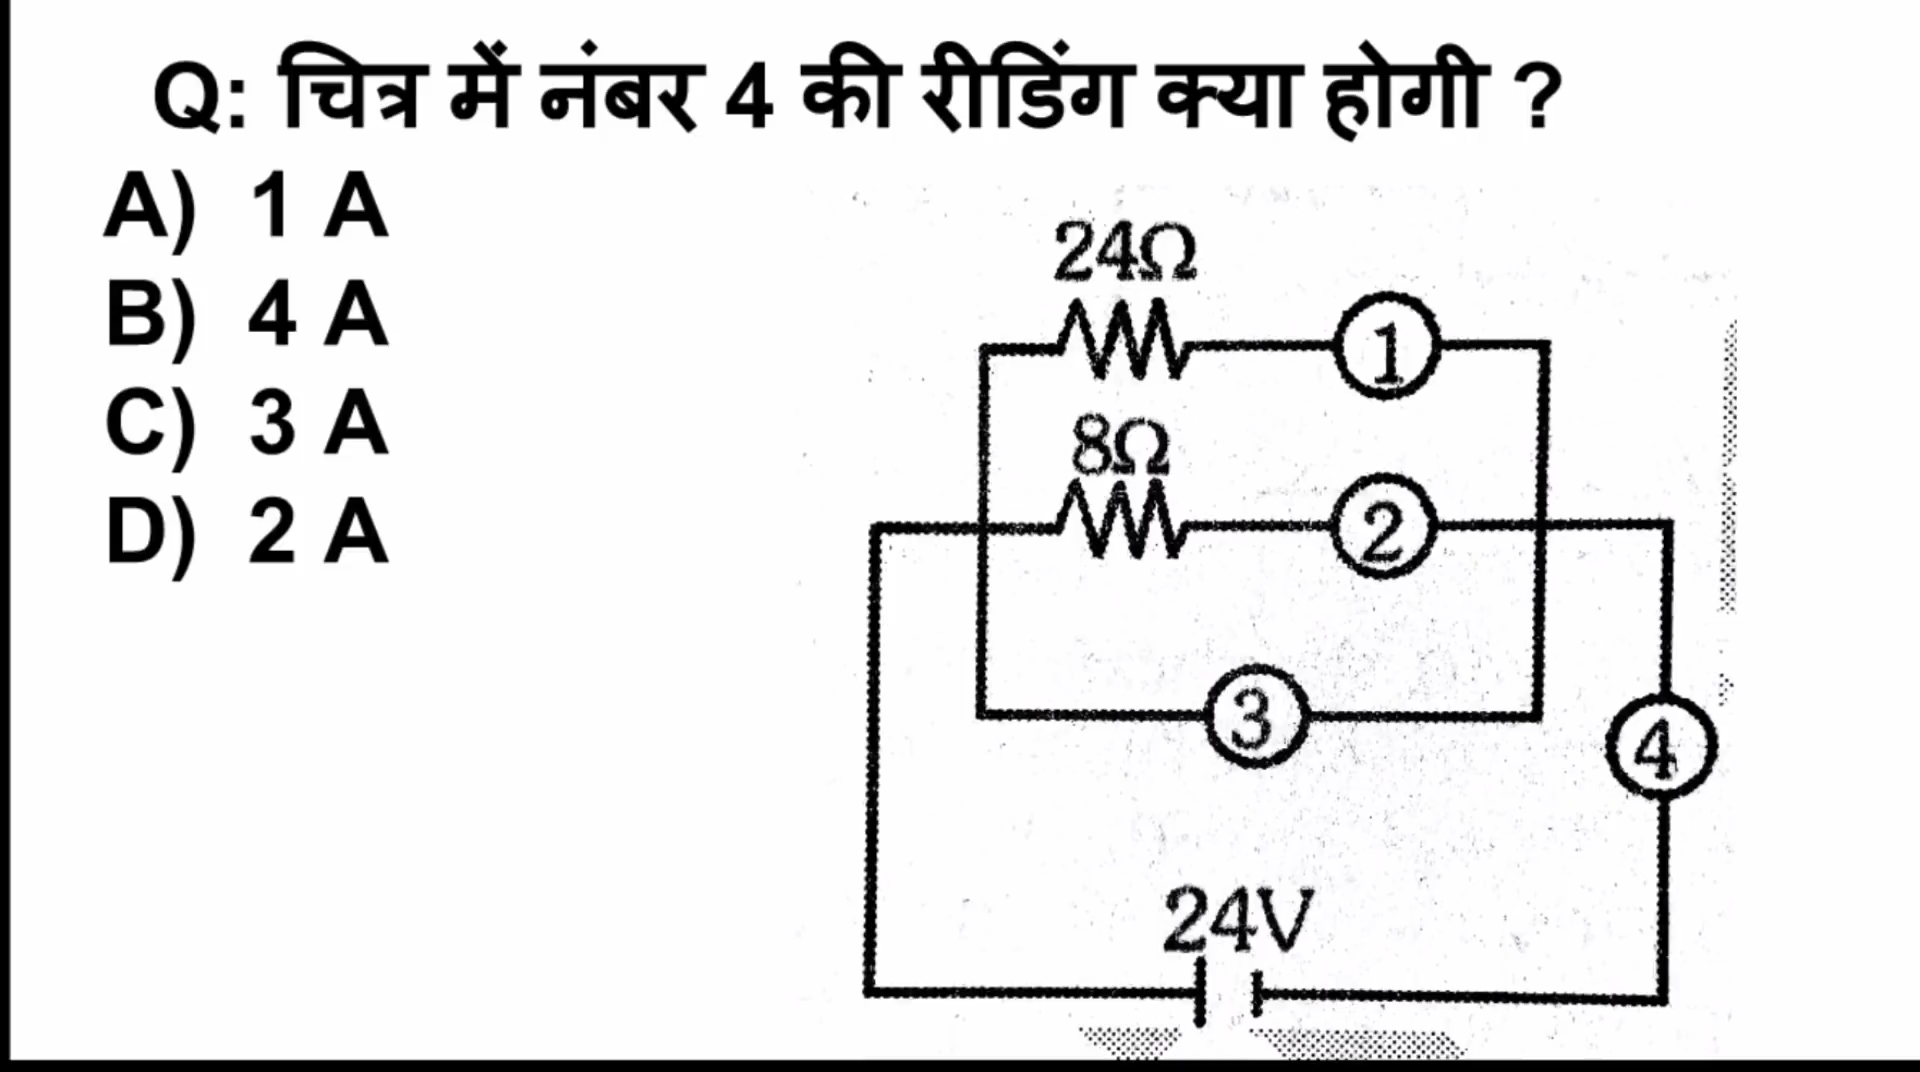 Q: चित्र में नंबर 4 की रीडिंग क्या होगी ?
A) 1 A
B) 4 A
C) 3 A
D) 2 A
24Ω
1
8Ω
2
3
4
24V